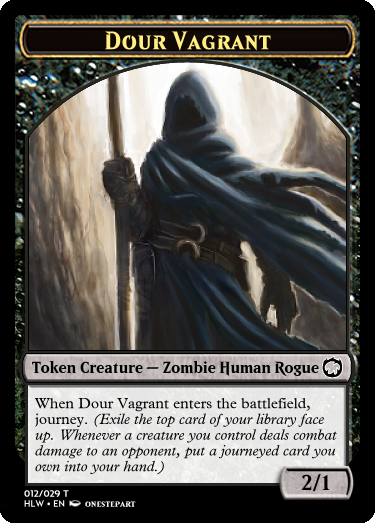 Dour Vagrant
Token Creature — Zombie Human Rogue
When Dour Vagrant enters the battlefield,
journey. (Exile the top card of your library face
up. Whenever a creature you control deals combat
damage to an opponent, put a journeyed card you
own into your hand.)
2/1
012/029 T
HLW • EN ONESTEPART